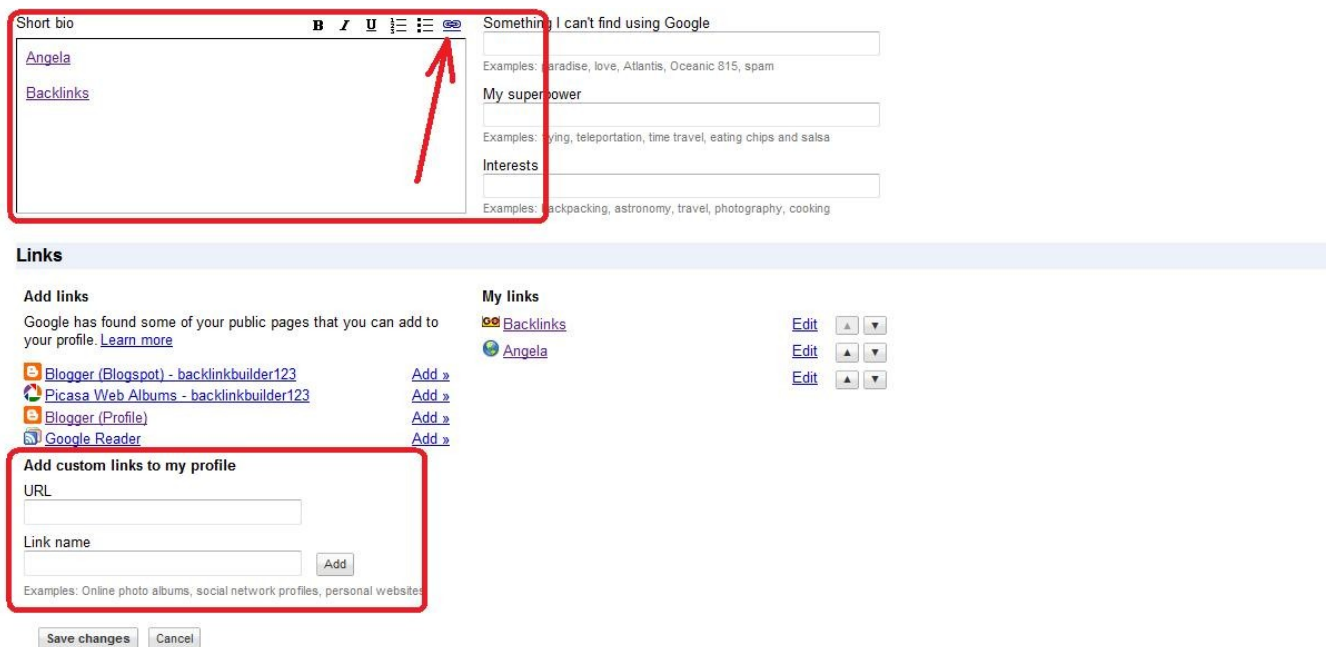 Short bio
B I U
Angela
Backlinks
Something I can't find using Google
Examples: paradise, love, Atlantis, Oceanic 815, spam
My superpower
Examples: flying, teleportation, time travel, eating chips and salsa
Interests
Examples: backpacking, astronomy, travel, photography, cooking
Links
Add links
Google has found some of your public pages that you can add to
your profile. Learn more
Blogger (Blogspot) - backlinkbuilder123 Add »
Picasa Web Albums - backlinkbuilder123 Add »
Blogger (Profile) Add »
Google Reader Add »
My links
Backlinks Edit
Angela Edit
Edit
Add custom links to my profile
URL
Link name
Add
Examples: Online photo albums, social network profiles, personal websites
Save changes Cancel